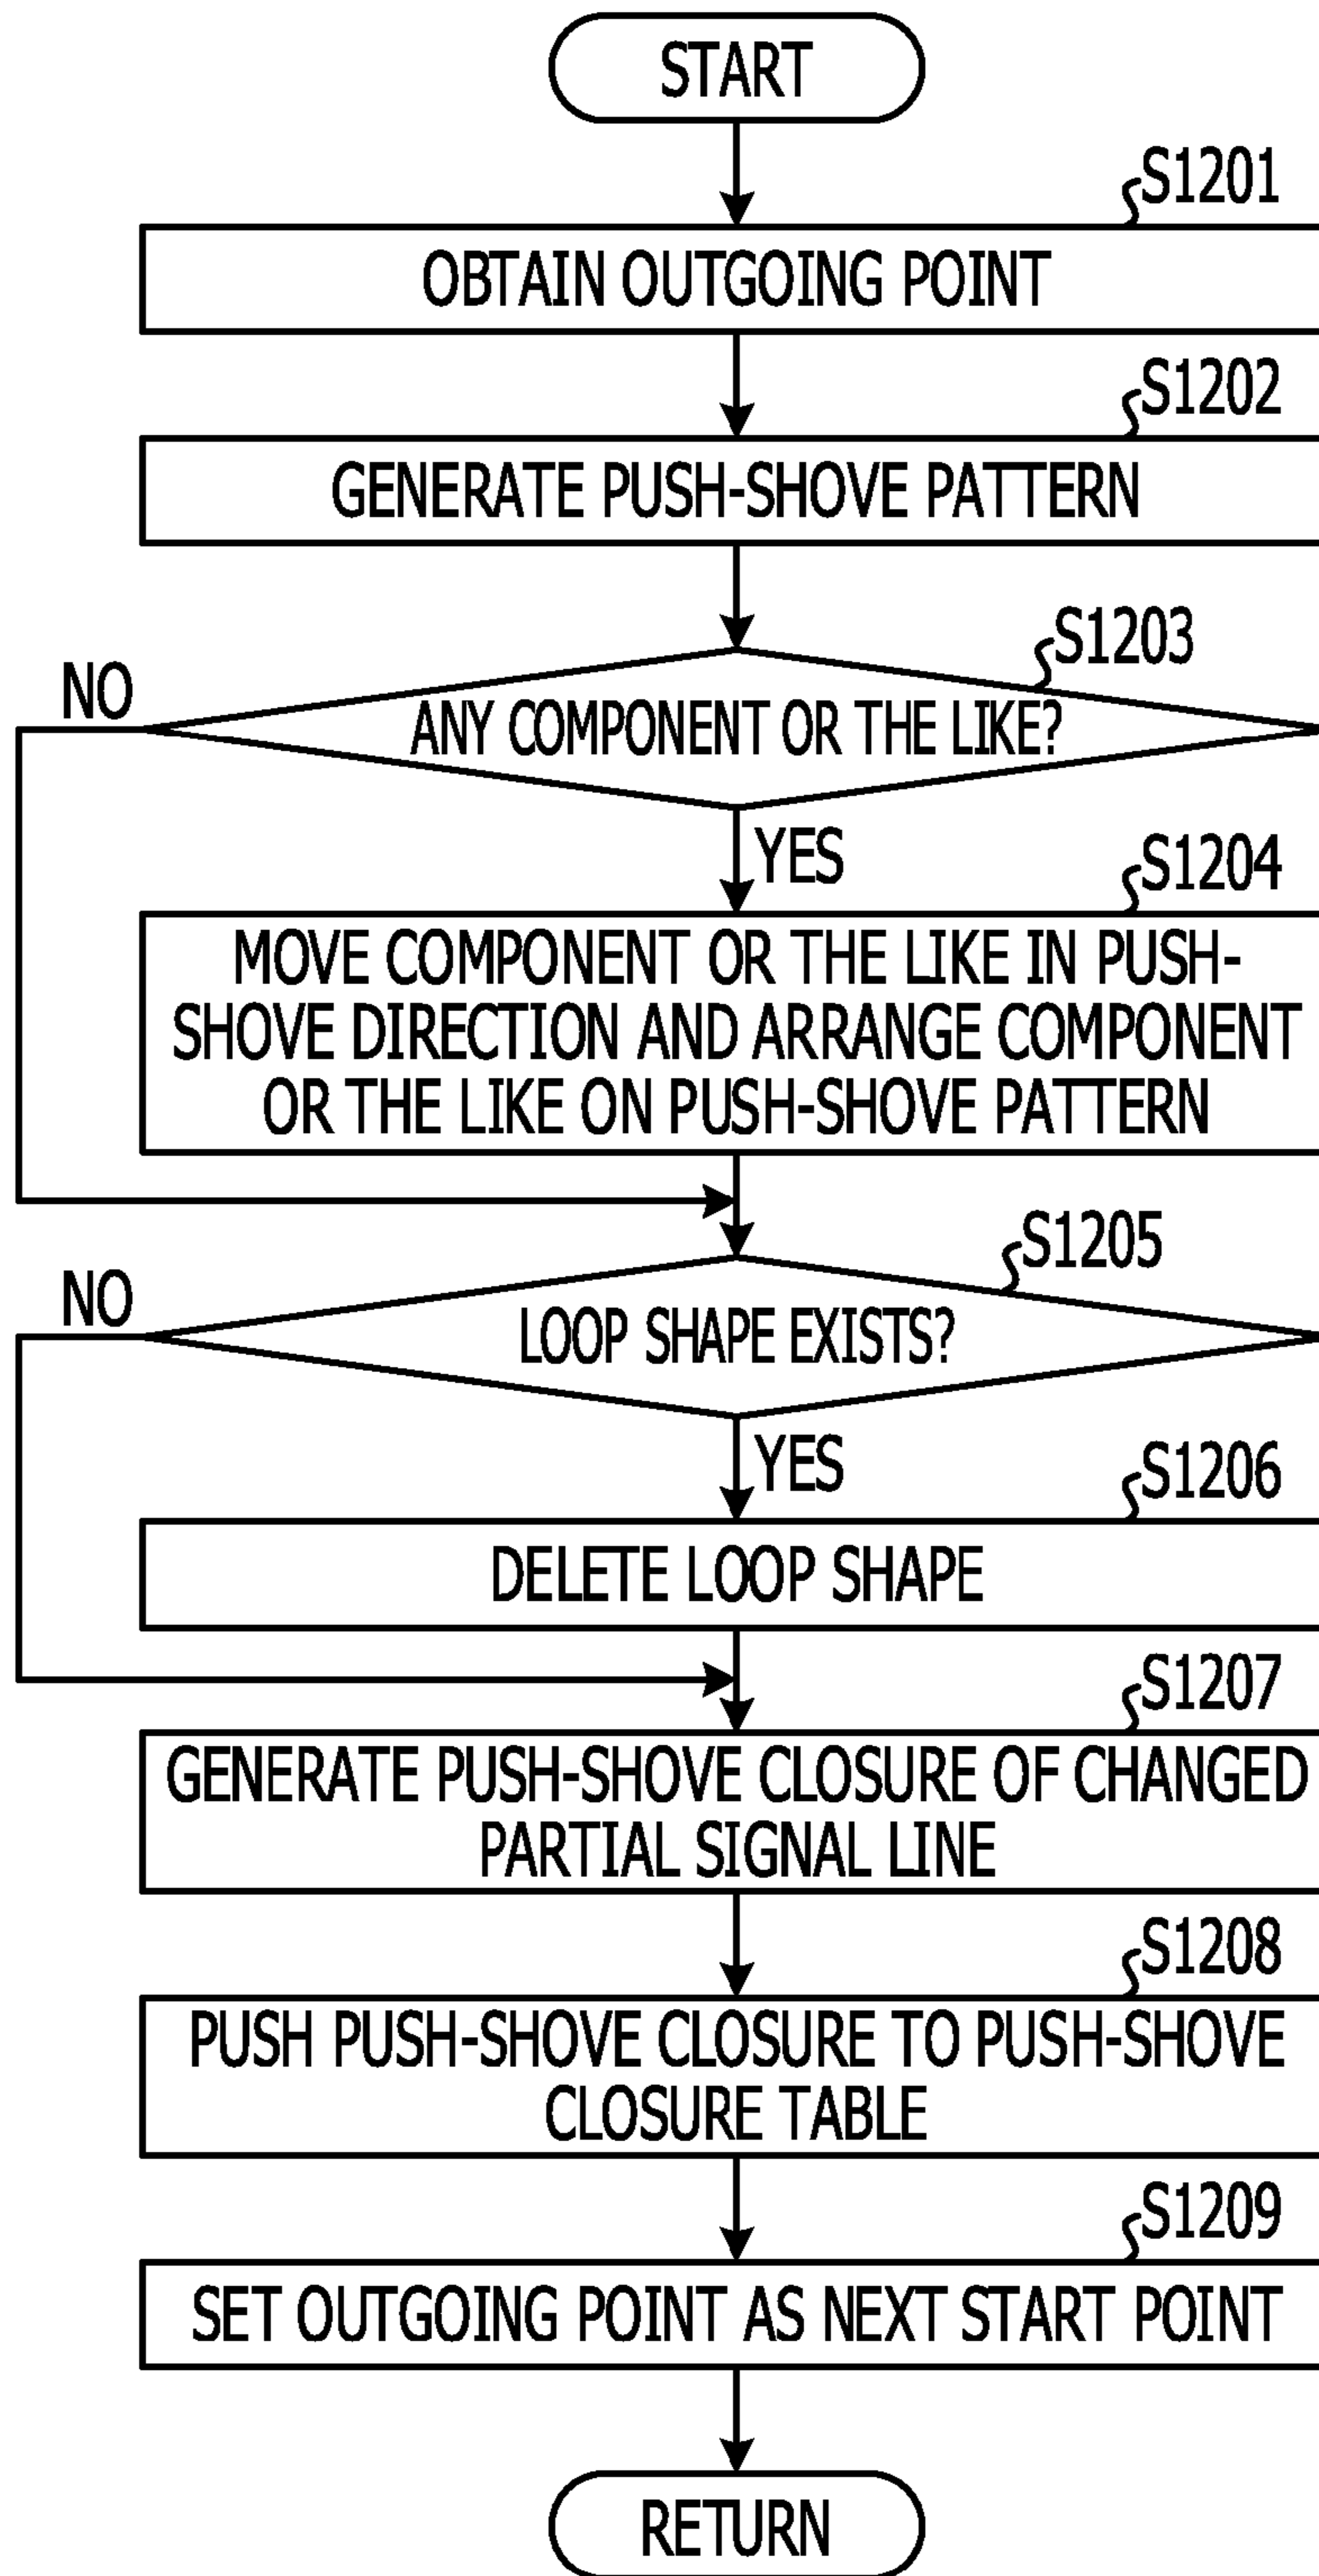 START
S1201
OBTAIN OUTGOING POINT
S1202
GENERATE PUSH-SHOVE PATTERN
S1203
NO
ANY COMPONENT OR THE LIKE?
YES
S1204
MOVE COMPONENT OR THE LIKE IN PUSH-
SHOVE DIRECTION AND ARRANGE COMPONENT
OR THE LIKE ON PUSH-SHOVE PATTERN
S1205
NO
LOOP SHAPE EXISTS?
YES
S1206
DELETE LOOP SHAPE
S1207
GENERATE PUSH-SHOVE CLOSURE OF CHANGED
PARTIAL SIGNAL LINE
S1208
PUSH PUSH-SHOVE CLOSURE TO PUSH-SHOVE
CLOSURE TABLE
S1209
SET OUTGOING POINT AS NEXT START POINT
RETURN